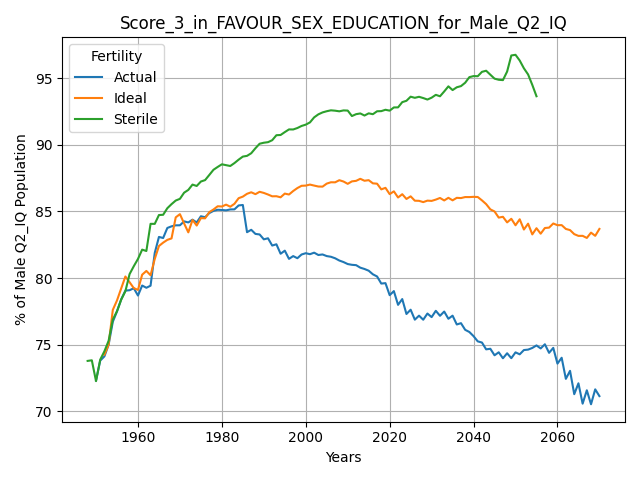 Score_3_in_FAVOUR_SEX_EDUCATION_for_Male_Q2_IQ
Fertility
Actual
Ideal
Sterile
% of Male Q2_IQ Population
95
90
85
80
75
70
1960
1980
2000
2020
2040
2060
Years